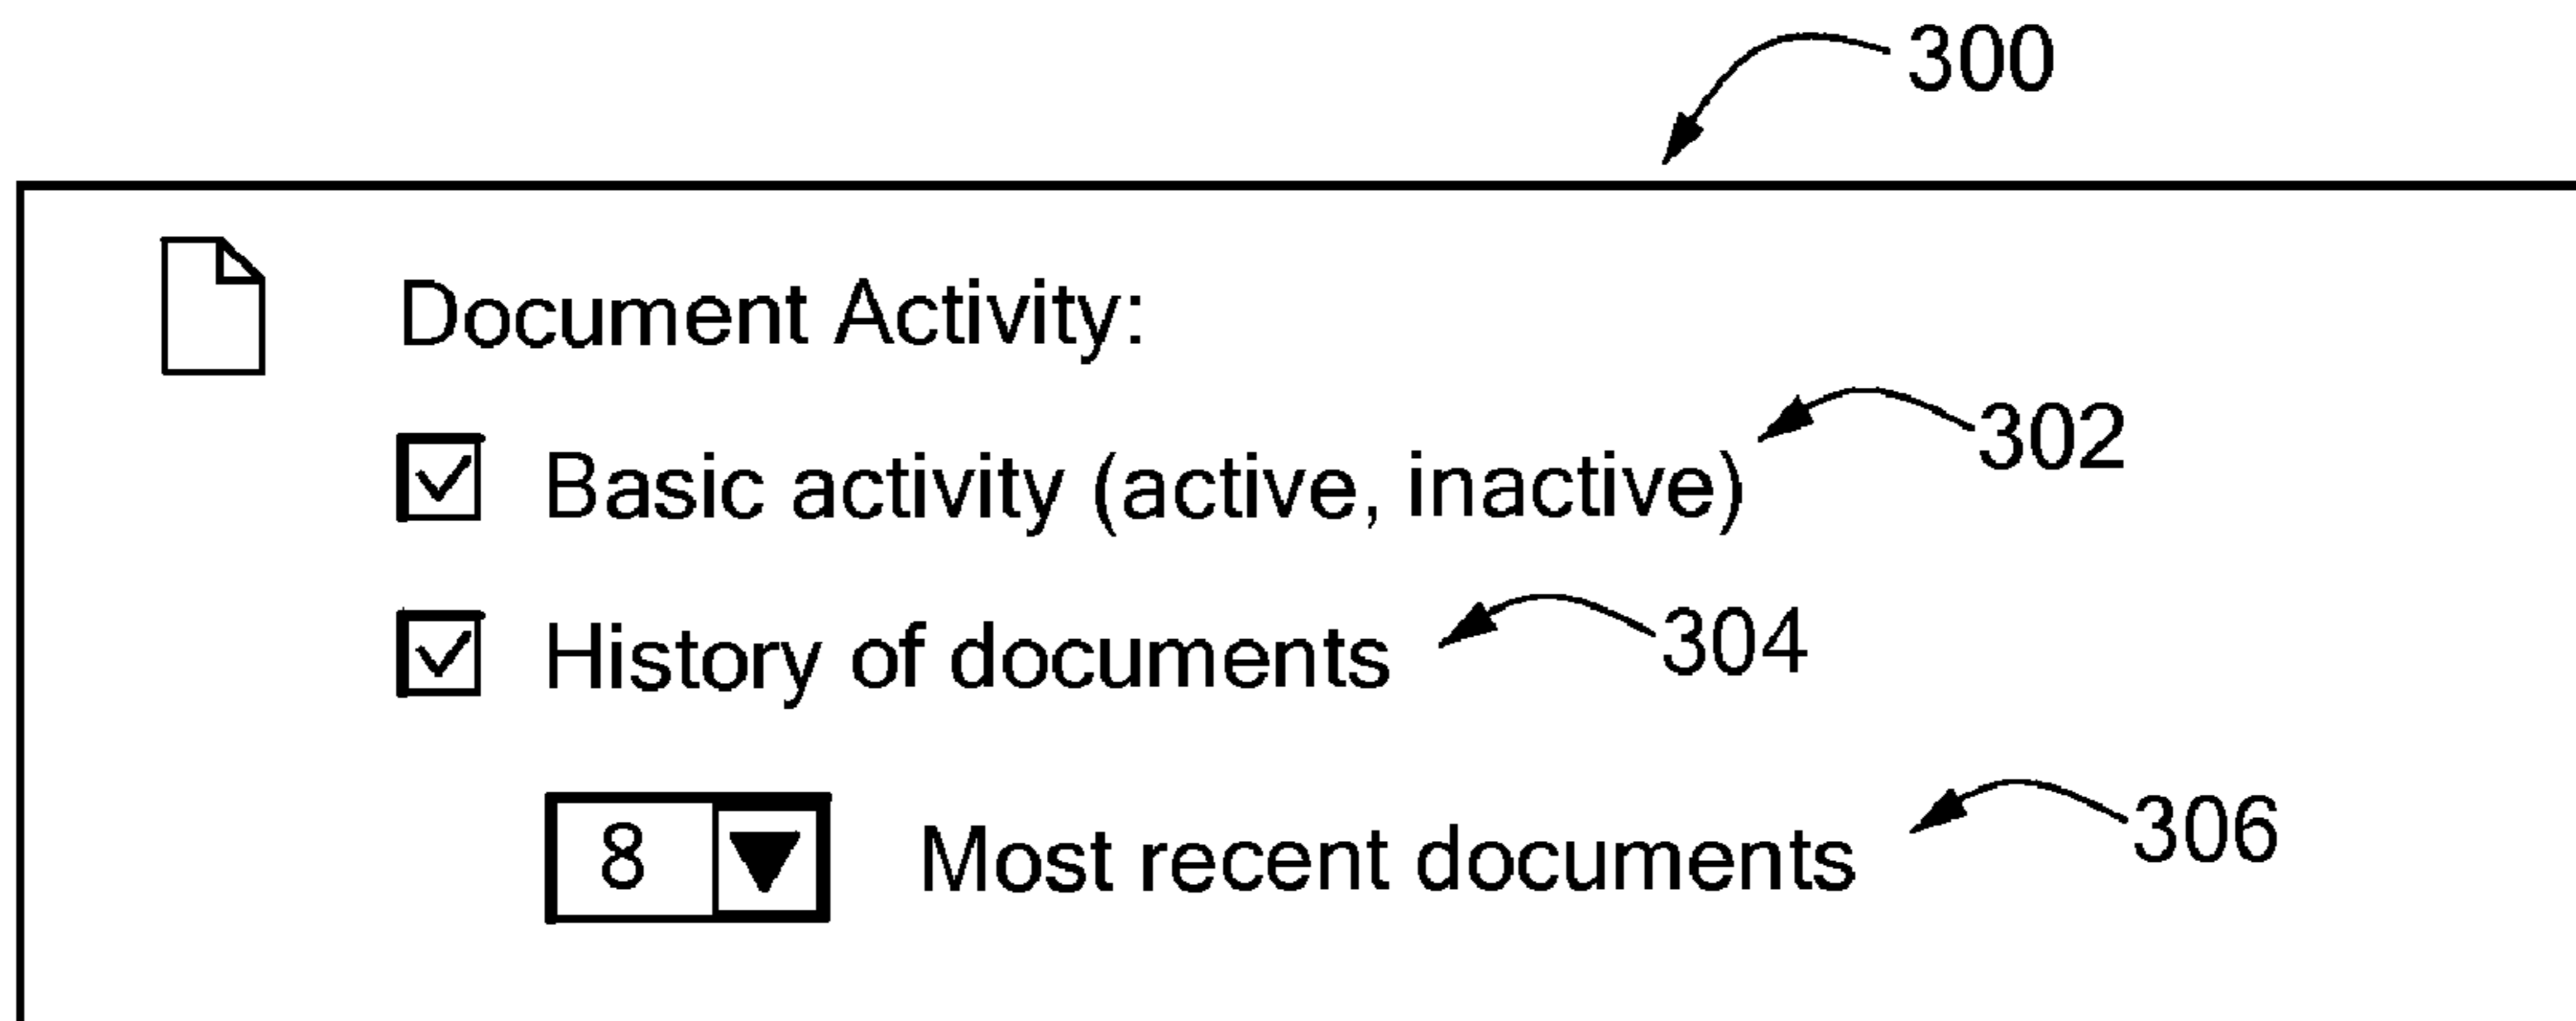 300
Document Activity:
Basic activity (active, inactive) 302
History of documents 304
8 Most recent documents 306